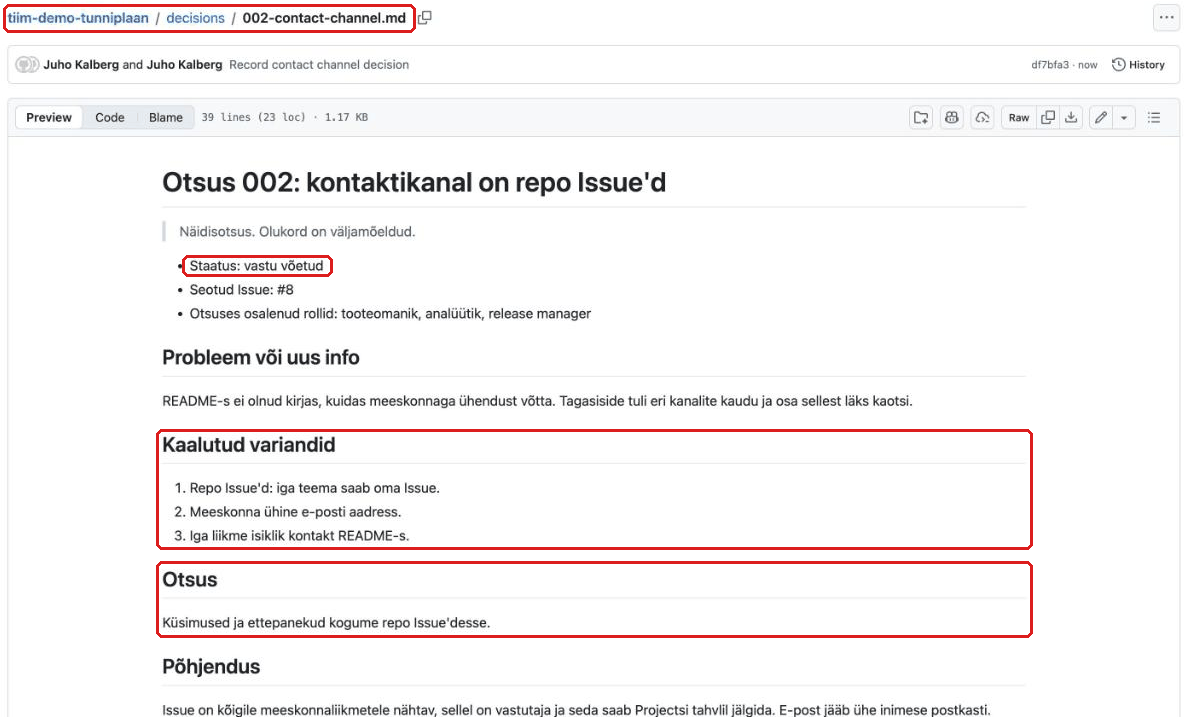 tiim-demo-tunniplaan / decisions / 002-contact-channel.md
Juho Kalberg and Juho Kalberg Record contact channel decision df7bfa3 · now History
Preview Code Blame 39 lines (23 loc) · 1.17 KB Raw
Otsus 002: kontaktikanal on repo Issue'd
Näidisotsus. Olukord on väljamõeldud.
• Staatus: vastu võetud
• Seotud Issue: #8
• Otsuses osalenud rollid: tooteomanik, analüütik, release manager
Probleem või uus info
README-s ei olnud kirjas, kuidas meeskonnaga ühendust võtta. Tagasiside tuli eri kanalite kaudu ja osa sellest läks kaotsi.
Kaalutud variandid
1. Repo Issue'd: iga teema saab oma Issue.
2. Meeskonna ühine e-posti aadress.
3. Iga liikme isiklik kontakt README-s.
Otsus
Küsimused ja ettepanekud kogume repo Issue'desse.
Põhjendus
Issue on kõigile meeskonnaliikmetele nähtav, sellel on vastutaja ja seda saab Projectsi tahvlil jälgida. E-post jääb ühe inimese postkasti.